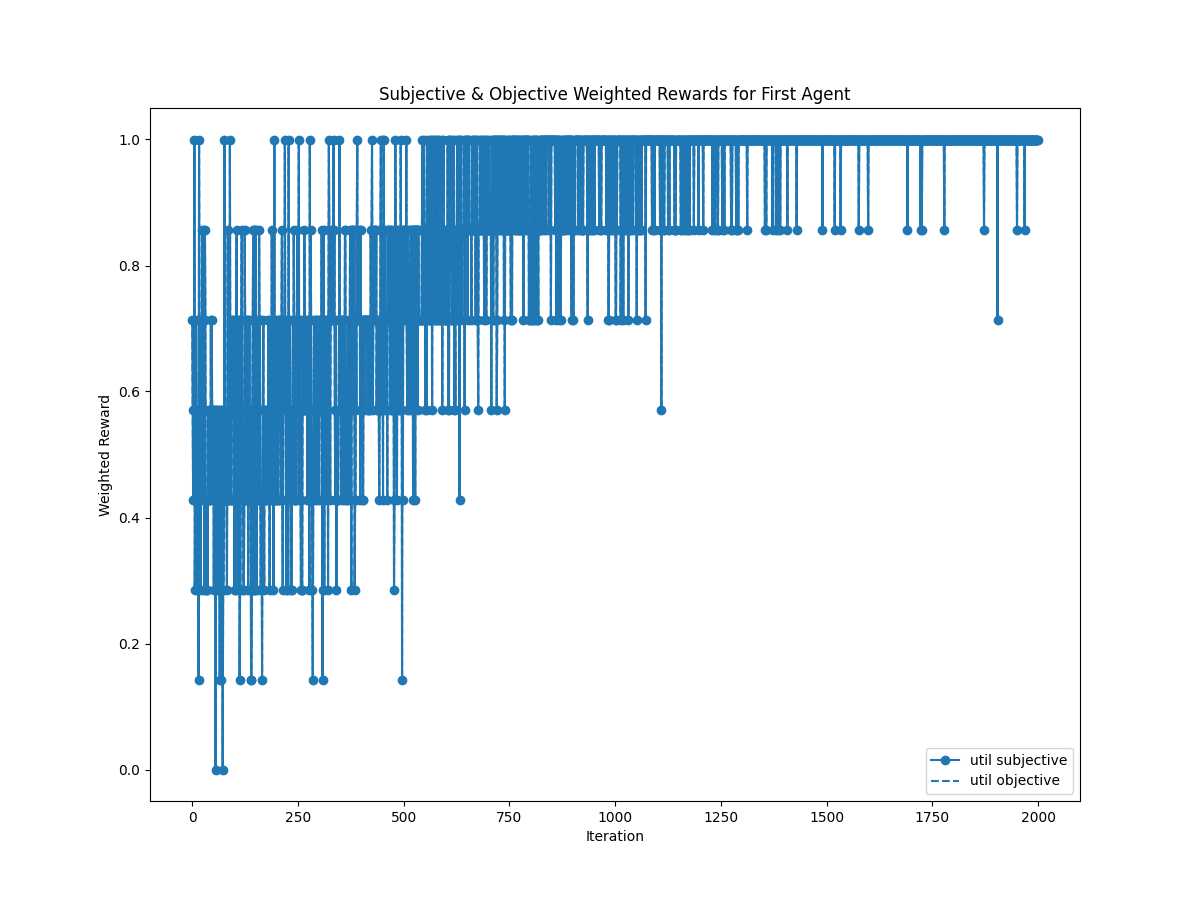 Subjective & Objective Weighted Rewards for First Agent
Weighted Reward
1.0
0.8
0.6
0.4
0.2
0.0
util subjective
util objective
0 250 500 750 1000 1250 1500 1750 2000
Iteration